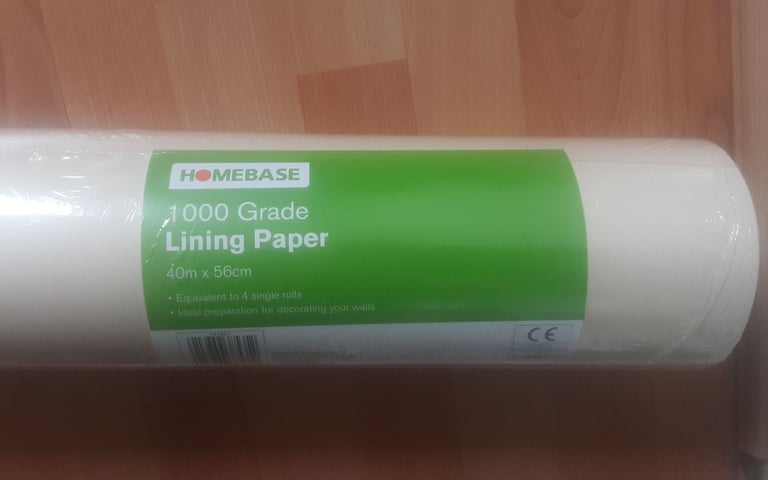 HOMEBASE
1000 Grade
Lining Paper
40m x 56cm
• Equivalent to 4 single rolls
• Ideal preparation for decorating your walls
CE